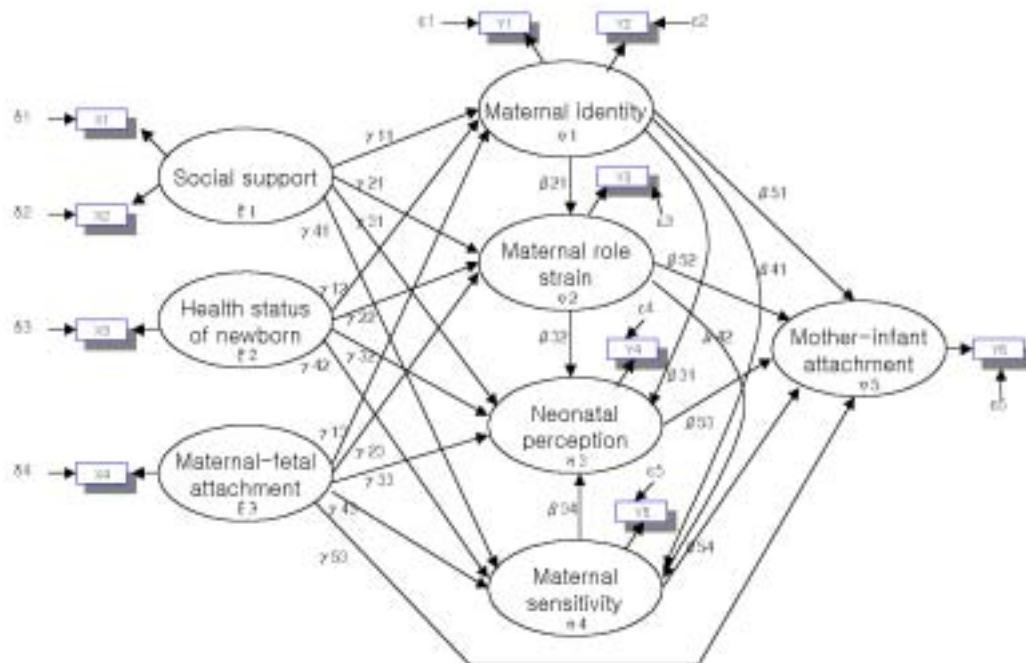 ε1
Y1
Y2
ε2
Maternal identity
η1
δ1
X1
Social support
ξ1
δ2
X2
γ11
γ21
γ31
γ41
β21
Y3
ε3
β51
Maternal role
strain
η2
β52
β41
Health status
of newborn
ξ2
δ3
X3
γ12
γ22
γ32
γ42
β32
ε4
Y4
β42
β31
Mother-infant
attachment
η5
Y6
Neonatal
perception
η3
β53
Maternal-fetal
attachment
ξ3
δ4
X4
γ13
γ23
γ33
γ43
γ53
β34
ε5
Y5
β54
Maternal
sensitivity
η4